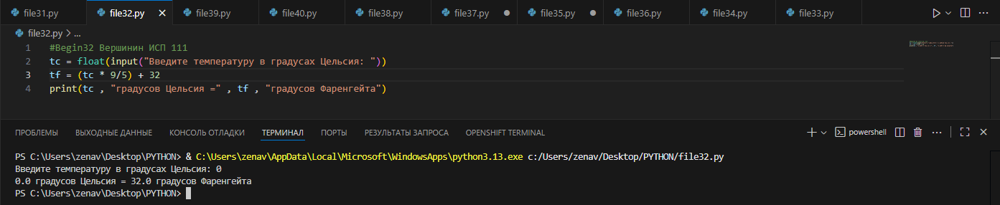 file31.py file32.py file39.py file40.py file38.py file37.py file35.py file36.py file34.py file33.py
file32.py > ...
1 #Begin32 Вершинин ИСП 111
2 tc = float(input("Введите температуру в градусах Цельсия: "))
3 tf = (tc * 9/5) + 32
4 print(tc , "градусов Цельсия =" , tf , "градусов Фаренгейта")
ПРОБЛЕМЫ ВЫХОДНЫЕ ДАННЫЕ КОНСОЛЬ ОТЛАДКИ ТЕРМИНАЛ ПОРТЫ РЕЗУЛЬТАТЫ ЗАПРОСА OPENSHIFT TERMINAL powershell
PS C:\Users\zenav\Desktop\PYTHON> & C:\Users\zenav\AppData\Local\Microsoft\WindowsApps\python3.13.exe c:/Users/zenav/Desktop/PYTHON/file32.py
Введите температуру в градусах Цельсия: 0
0.0 градусов Цельсия = 32.0 градусов Фаренгейта
PS C:\Users\zenav\Desktop\PYTHON>